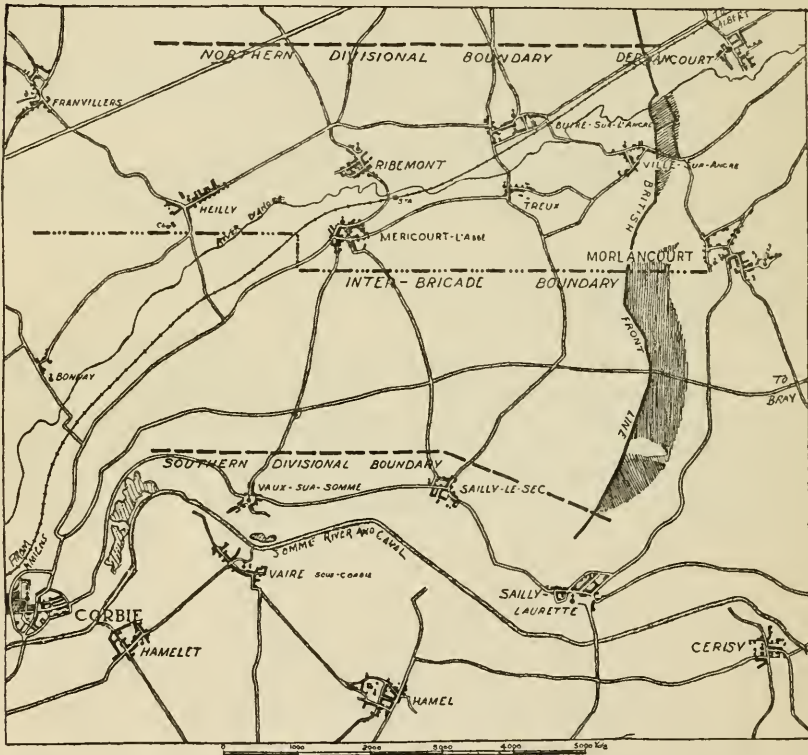 TO ALBERT
NORTHERN DIVISIONAL BOUNDARY
DERNANCOURT
FRANVILLERS
BUIRE-SUR-L'ANCRE
RIBEMONT
VILLE-SUR-ANCRE
HEILLY
STA
TREUX
BRITISH
RIVER
MERICOURT-L'ABBE
MORLANCOURT
INTER-BRIGADE BOUNDARY
FRONT
BONNAY
TO
BRAY
LINE
SOUTHERN DIVISIONAL BOUNDARY
VAUX-SUR-SOMME
SAILLY-LE-SEC
FROM
AMIENS
SOMME RIVER AND CANAL
VAIRE SOUS-CORBIE
SAILLY-
LAURETTE
CORBIE
HAMELET
CERISY
HAMEL
0 1000 2000 3000 4000 5000 Yds